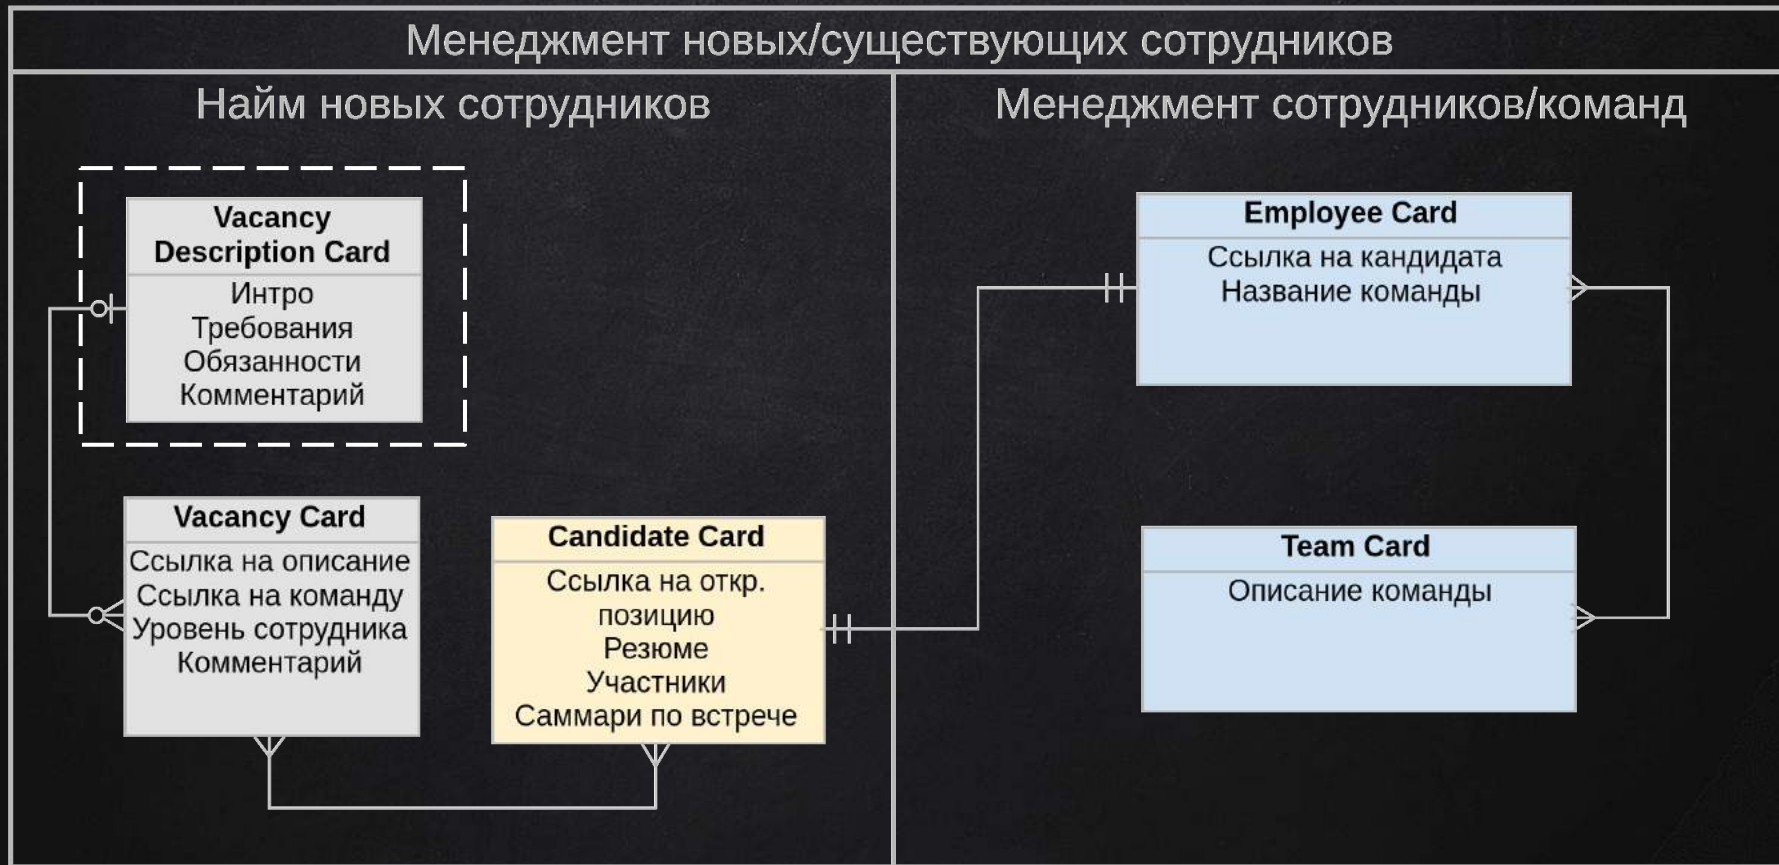 Менеджмент новых/существующих сотрудников
Найм новых сотрудников
Менеджмент сотрудников/команд
Vacancy
Description Card
Интро
Требования
Обязанности
Комментарий
Vacancy Card
Ссылка на описание
Ссылка на команду
Уровень сотрудника
Комментарий
Candidate Card
Ссылка на откр.
позицию
Резюме
Участники
Саммари по встрече
Employee Card
Ссылка на кандидата
Название команды
Team Card
Описание команды